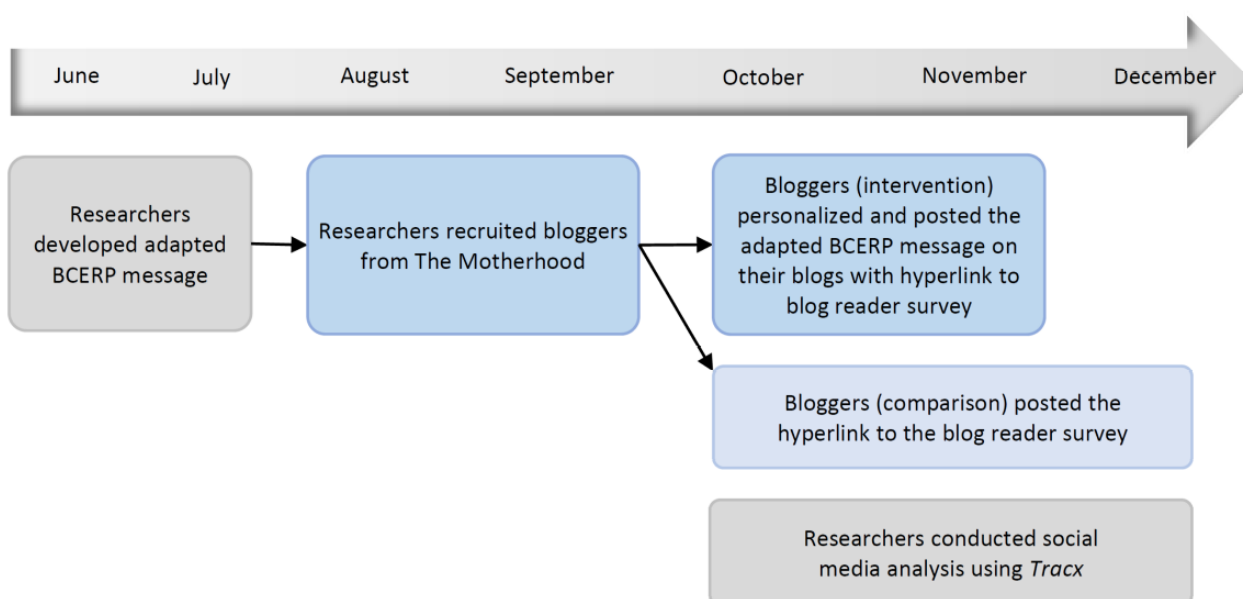 June July August September October November December
Researchers
developed adapted
BCERP message
Researchers recruited bloggers
from The Motherhood
Bloggers (intervention)
personalized and posted the
adapted BCERP message on
their blogs with hyperlink to
blog reader survey
Bloggers (comparison) posted the
hyperlink to the blog reader survey
Researchers conducted social
media analysis using Tracx